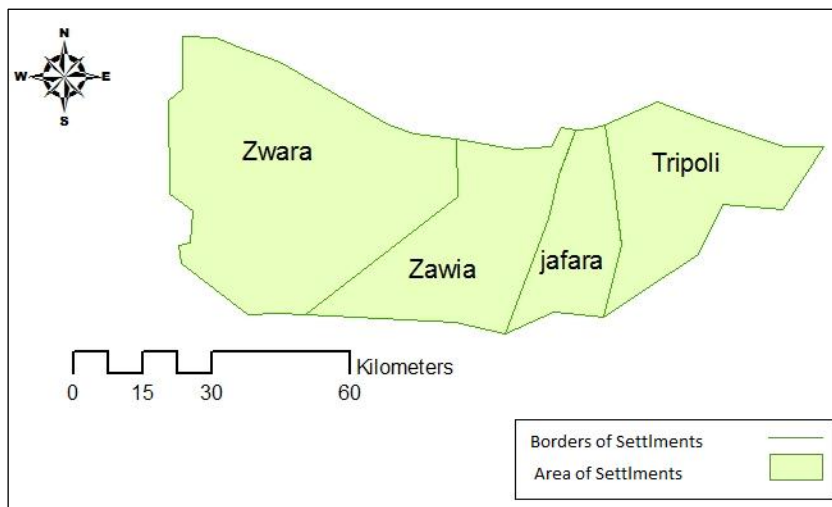 N
W E
S
Zwara
Tripoli
Zawia
jafara
Kilometers
0 15 30 60
Borders of Settlments
Area of Settlments